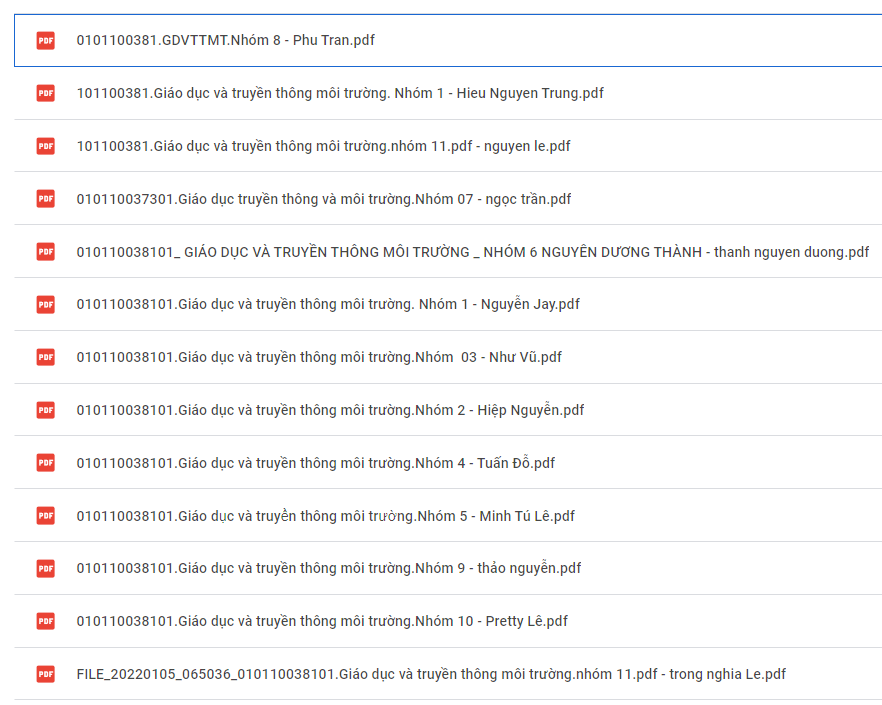 PDF 0101100381.GDVTTMT.Nhóm 8 - Phu Tran.pdf
PDF 101100381.Giáo dục và truyền thông môi trường. Nhóm 1 - Hieu Nguyen Trung.pdf
PDF 101100381.Giáo dục và truyền thông môi trường.nhóm 11.pdf - nguyen le.pdf
PDF 010110037301.Giáo dục truyền thông và môi trường.Nhóm 07 - ngọc trần.pdf
PDF 010110038101_ GIÁO DỤC VÀ TRUYỀN THÔNG MÔI TRƯỜNG _ NHÓM 6 NGUYÊN DƯƠNG THÀNH - thanh nguyen duong.pdf
PDF 010110038101.Giáo dục và truyền thông môi trường. Nhóm 1 - Nguyễn Jay.pdf
PDF 010110038101.Giáo dục và truyền thông môi trường.Nhóm  03 - Như Vũ.pdf
PDF 010110038101.Giáo dục và truyền thông môi trường.Nhóm 2 - Hiệp Nguyễn.pdf
PDF 010110038101.Giáo dục và truyền thông môi trường.Nhóm 4 - Tuấn Đỗ.pdf
PDF 010110038101.Giáo dục và truyền thông môi trường.Nhóm 5 - Minh Tú Lê.pdf
PDF 010110038101.Giáo dục và truyền thông môi trường.Nhóm 9 - thảo nguyễn.pdf
PDF 010110038101.Giáo dục và truyền thông môi trường.Nhóm 10 - Pretty Lê.pdf
PDF FILE_20220105_065036_010110038101.Giáo dục và truyền thông môi trường.nhóm 11.pdf - trong nghia Le.pdf